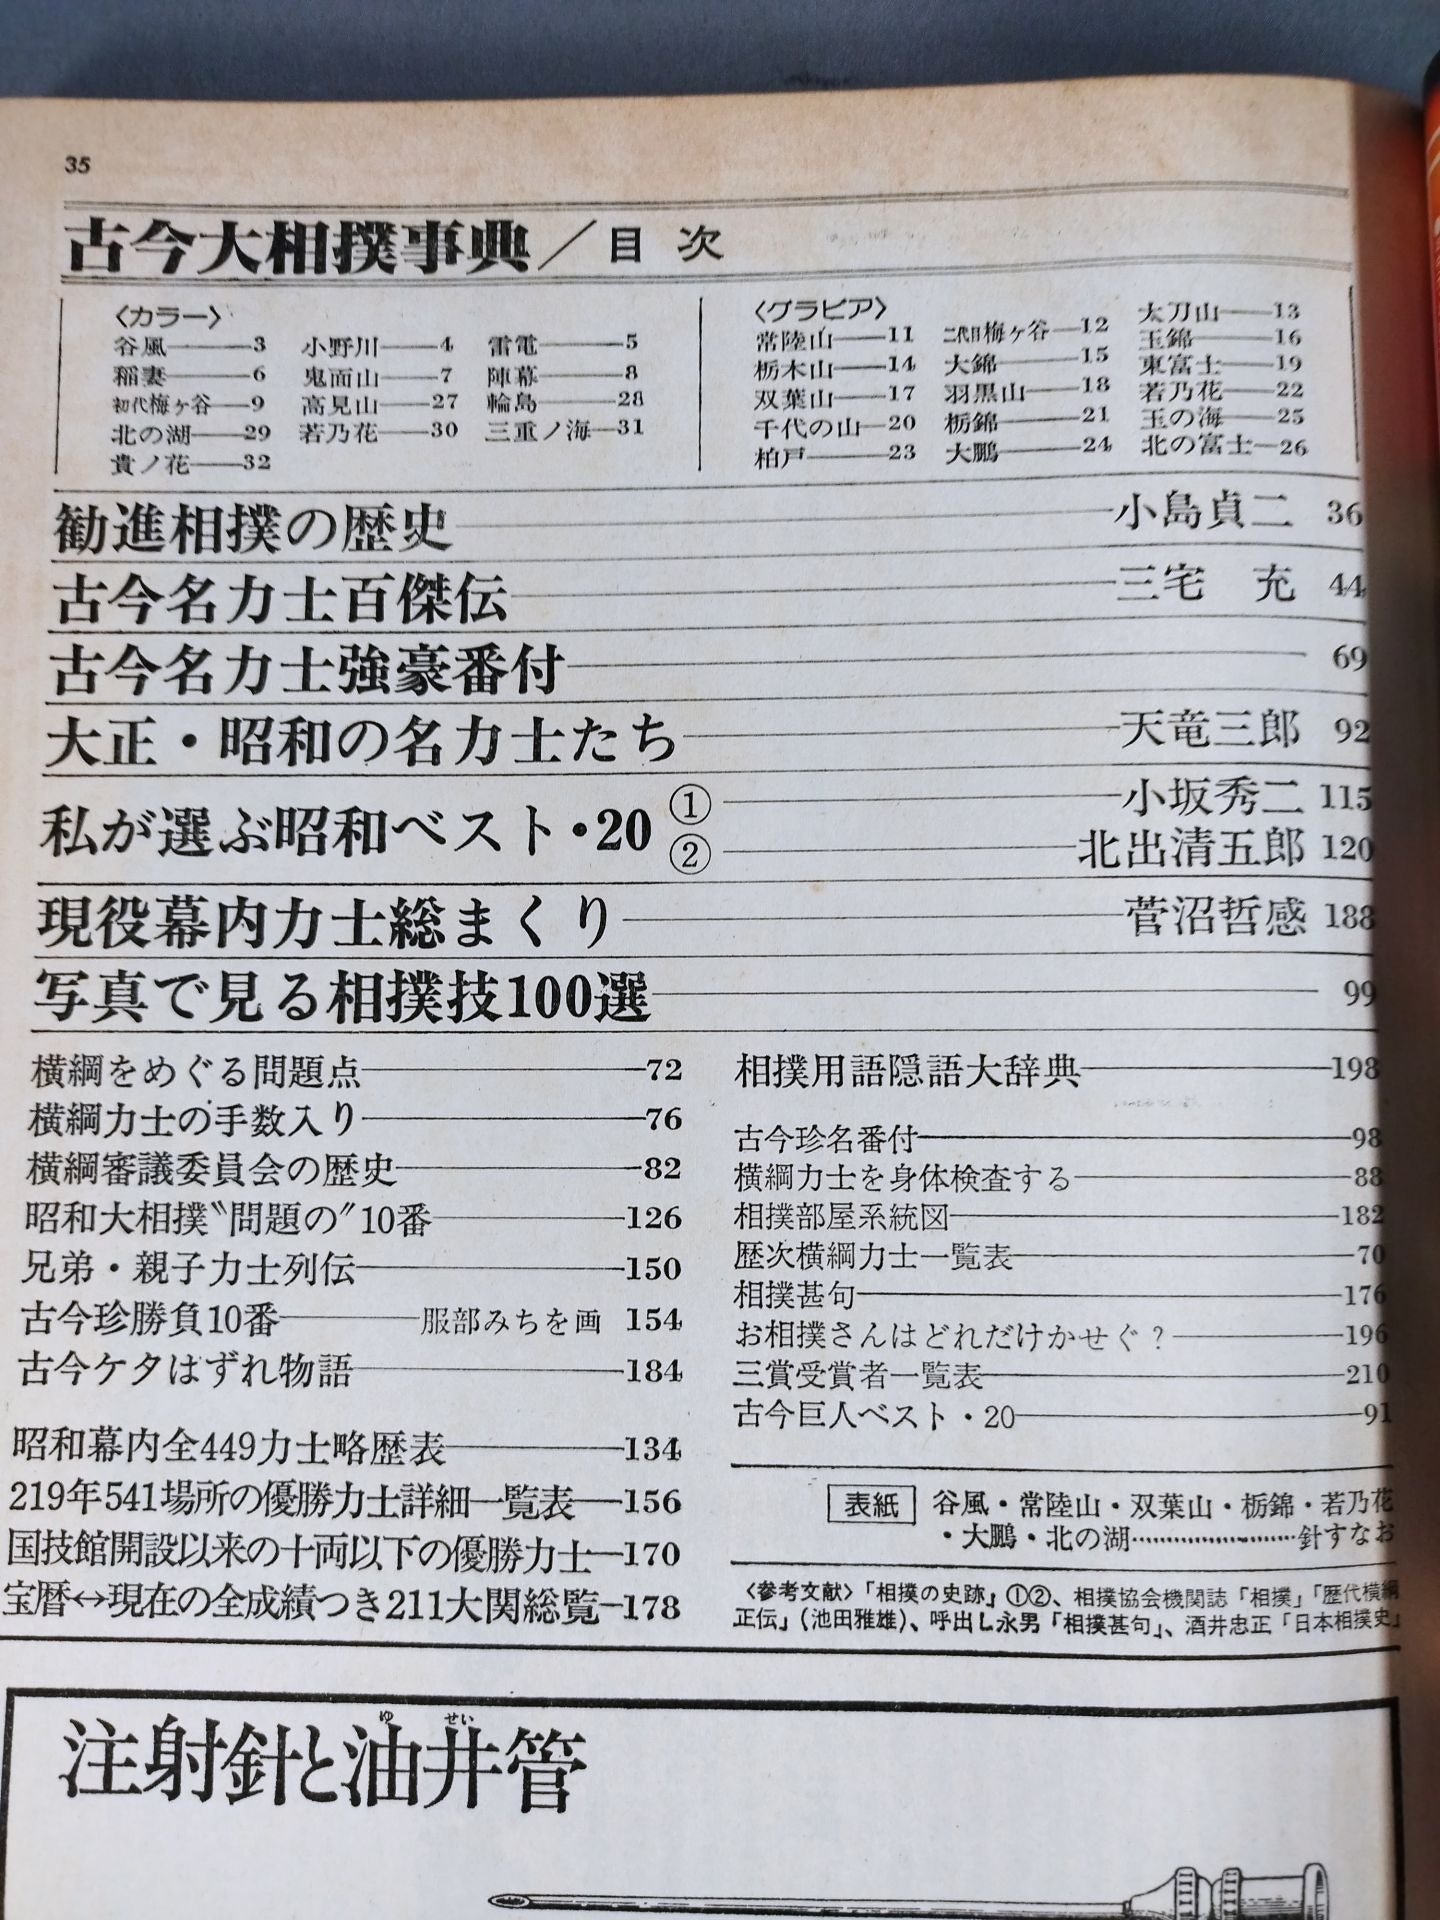 35
古今大相撲事典／目次
〈カラー〉
谷風——3 小野川——4 雷電——5
稲妻——6 鬼面山——7 陣幕——8
初代梅ヶ谷—9 高見山——27 輪島——28
北の湖——29 若乃花——30 三重ノ海—31
貴ノ花——32
〈グラビア〉
常陸山——11 二代目梅ヶ谷—12 太刀山——13
栃木山——14 大錦——15 玉錦——16
双葉山——17 羽黒山——18 東富士——19
千代の山—20 栃錦——21 若乃花——22
柏戸——23 大鵬——24 玉の海——25
北の富士—26
勧進相撲の歴史——小島貞二 36
古今名力士百傑伝——三宅 充 44
古今名力士強豪番付——69
大正・昭和の名力士たち——天竜三郎 92
私が選ぶ昭和ベスト・20 ①——小坂秀二 115
②——北出清五郎 120
現役幕内力士総まくり——菅沼哲感 188
写真で見る相撲技100選——99
横綱をめぐる問題点——72
横綱力士の手数入り——76
横綱審議委員会の歴史——82
昭和大相撲〝問題の〞10番——126
兄弟・親子力士列伝——150
古今珍勝負10番——服部みちを画 154
古今ケタはずれ物語——184
昭和幕内全449力士略歴表——134
219年541場所の優勝力士詳細一覧表—156
国技館開設以来の十両以下の優勝力士—170
宝暦↔現在の全成績つき211大関総覧—178
相撲用語隠語大辞典——198
古今珍名番付——98
横綱力士を身体検査する——88
相撲部屋系統図——182
歴次横綱力士一覧表——70
相撲甚句——176
お相撲さんはどれだけかせぐ？——196
三賞受賞者一覧表——210
古今巨人ベスト・20——91
表紙 谷風・常陸山・双葉山・栃錦・若乃花
・大鵬・北の湖……………………針すなお
〈参考文献〉「相撲の史跡」①②、相撲協会機関誌「相撲」「歴代横綱
正伝」（池田雅雄）、呼出し永男「相撲甚句」、酒井忠正「日本相撲史」
注射針と油井管
ゆ せい